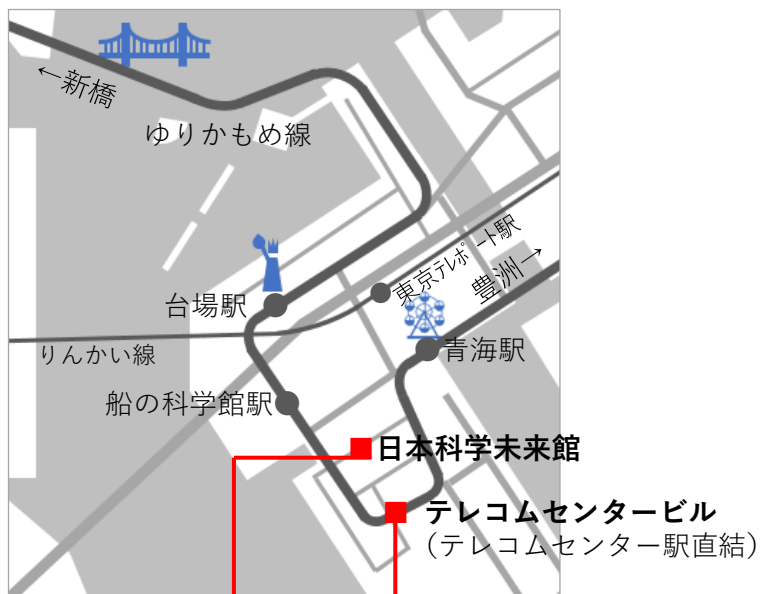 ←新橋
ゆりかもめ線
東京テレポート駅
豊洲→
台場駅
りんかい線
青海駅
船の科学館駅
日本科学未来館
テレコムセンタービル
（テレコムセンター駅直結）